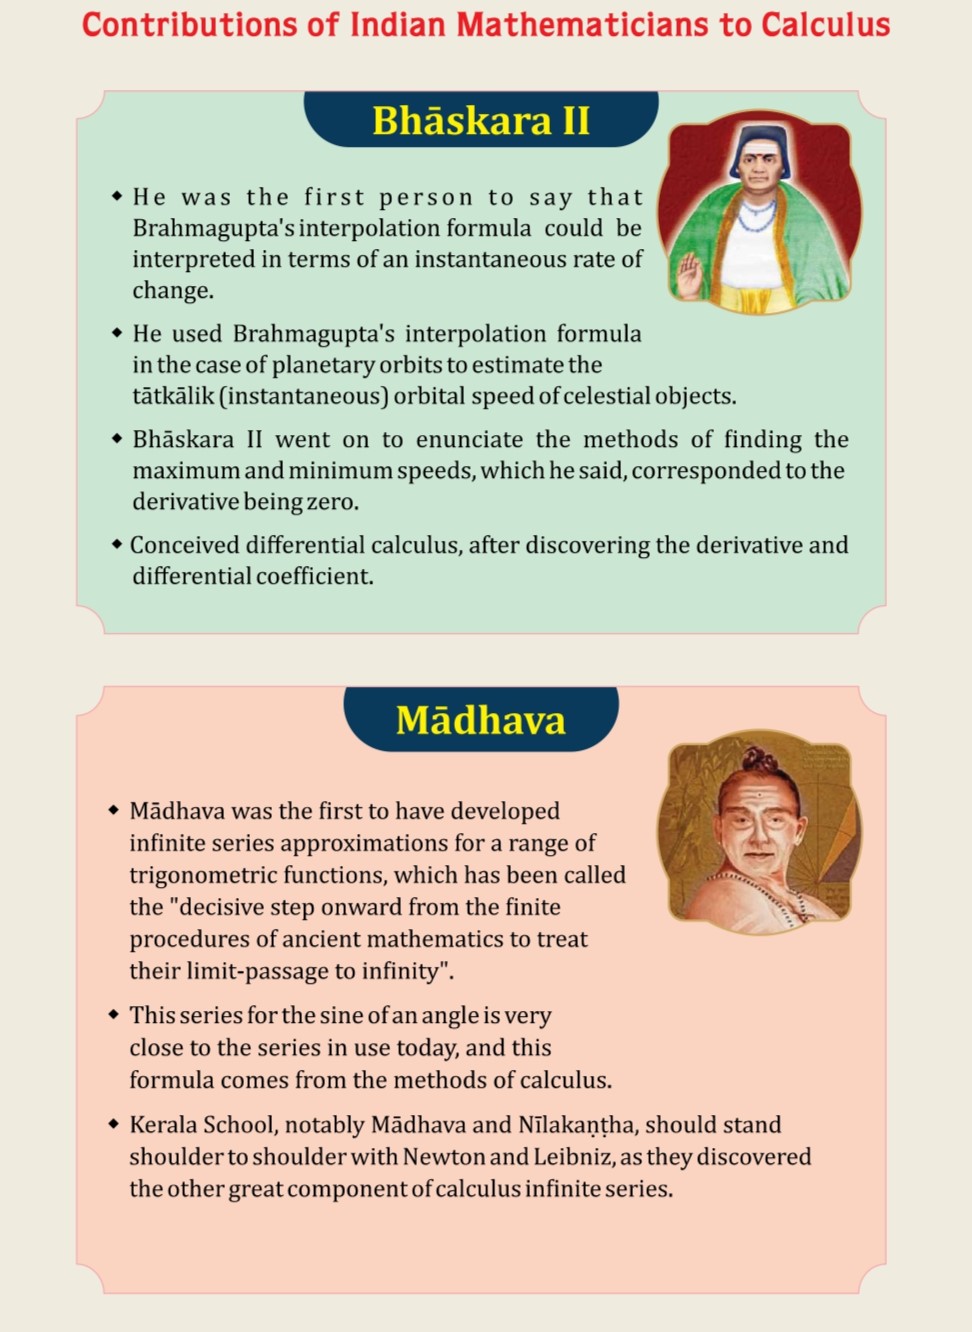 Contributions of Indian Mathematicians to Calculus
Bhāskara II
◆ He was the first person to say that
Brahmagupta's interpolation formula could be
interpreted in terms of an instantaneous rate of
change.
◆ He used Brahmagupta's interpolation formula
in the case of planetary orbits to estimate the
tātkālik (instantaneous) orbital speed of celestial objects.
◆ Bhāskara II went on to enunciate the methods of finding the
maximum and minimum speeds, which he said, corresponded to the
derivative being zero.
◆ Conceived differential calculus, after discovering the derivative and
differential coefficient.
Mādhava
◆ Mādhava was the first to have developed
infinite series approximations for a range of
trigonometric functions, which has been called
the "decisive step onward from the finite
procedures of ancient mathematics to treat
their limit-passage to infinity".
◆ This series for the sine of an angle is very
close to the series in use today, and this
formula comes from the methods of calculus.
◆ Kerala School, notably Mādhava and Nīlakaṇṭha, should stand
shoulder to shoulder with Newton and Leibniz, as they discovered
the other great component of calculus infinite series.